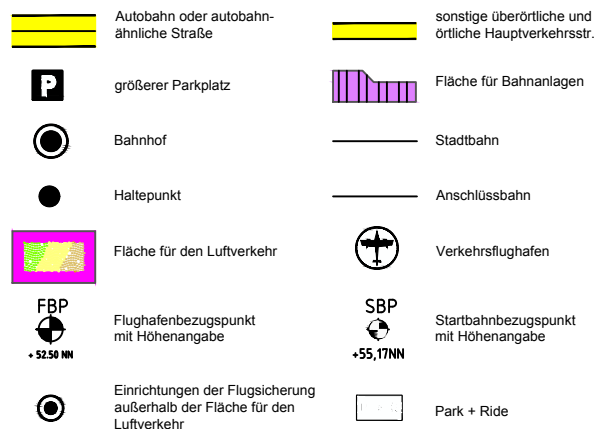 Autobahn oder autobahn-
ähnliche Straße
sonstige überörtliche und
örtliche Hauptverkehrsstr.
P
größerer Parkplatz
Fläche für Bahnanlagen
Bahnhof
Stadtbahn
Haltepunkt
Anschlüssbahn
Fläche für den Luftverkehr
Verkehrsflughafen
FBP
+ 52.50 NN
Flughafenbezugspunkt
mit Höhenangabe
SBP
+55,17NN
Startbahnbezugspunkt
mit Höhenangabe
Einrichtungen der Flugsicherung
außerhalb der Fläche für den
Luftverkehr
Park + Ride